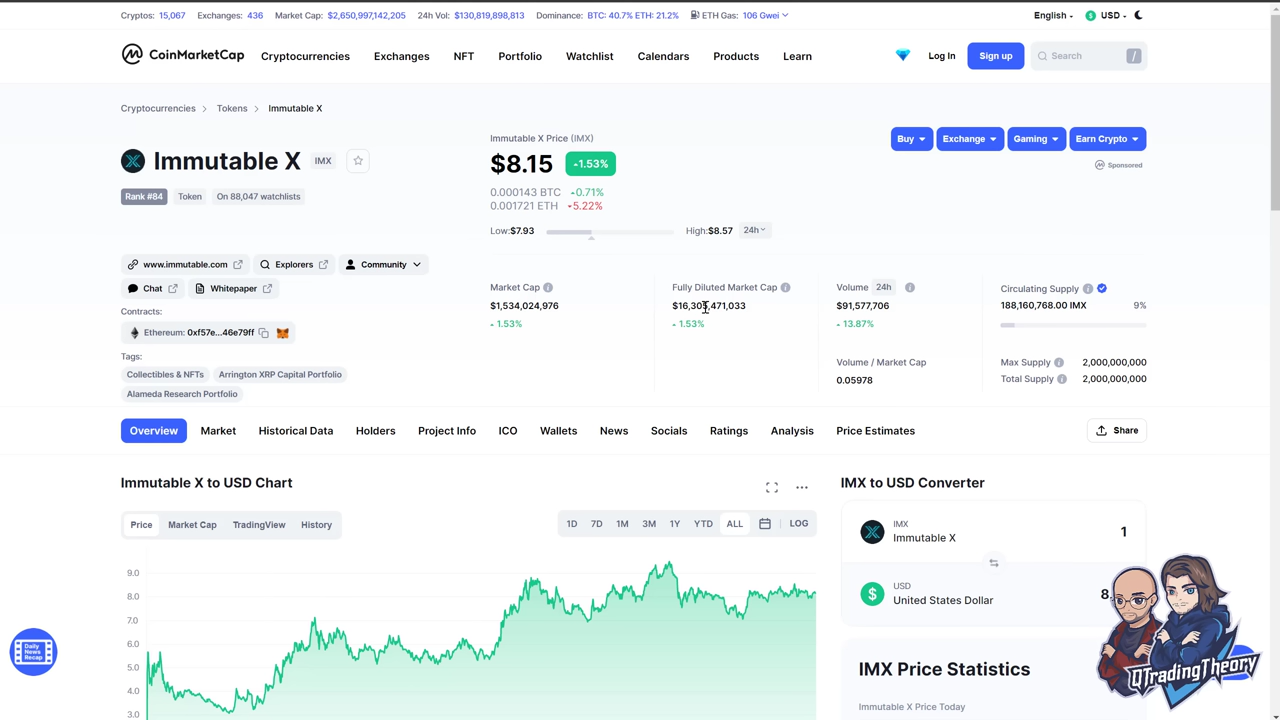 Cryptos: 15,067 Exchanges: 436 Market Cap: $2,650,997,142,205 24h Vol: $130,819,898,813 Dominance: BTC: 40.7% ETH: 21.2% ETH Gas: 106 Gwei English USD
CoinMarketCap Cryptocurrencies Exchanges NFT Portfolio Watchlist Calendars Products Learn Log In Sign up Search /
Cryptocurrencies > Tokens > Immutable X
Immutable X IMX
Rank #84 Token On 88,047 watchlists
Immutable X Price (IMX)
$8.15 1.53%
0.000143 BTC 0.71%
0.001721 ETH 5.22%
Low:$7.93 High:$8.57 24h
Buy Exchange Gaming Earn Crypto
Sponsored
www.immutable.com Explorers Community
Chat Whitepaper
Contracts:
Ethereum: 0xf57e...46e79ff
Tags:
Collectibles & NFTs Arrington XRP Capital Portfolio
Alameda Research Portfolio
Market Cap
$1,534,024,976
1.53%
Fully Diluted Market Cap
1.53%
Volume 24h
$91,577,706
13.87%
Volume / Market Cap
0.05978
Circulating Supply
188,160,768.00 IMX 9%
Max Supply 2,000,000,000
Total Supply 2,000,000,000
Overview Market Historical Data Holders Project Info ICO Wallets News Socials Ratings Analysis Price Estimates Share
Immutable X to USD Chart
Price Market Cap TradingView History 1D 7D 1M 3M 1Y YTD ALL LOG
9.0
8.0
7.0
6.0
5.0
4.0
3.0
IMX to USD Converter
IMX
Immutable X 1
USD
United States Dollar 8.
IMX Price Statistics
Immutable X Price Today
Daily
News
Recap
QTradingTheory